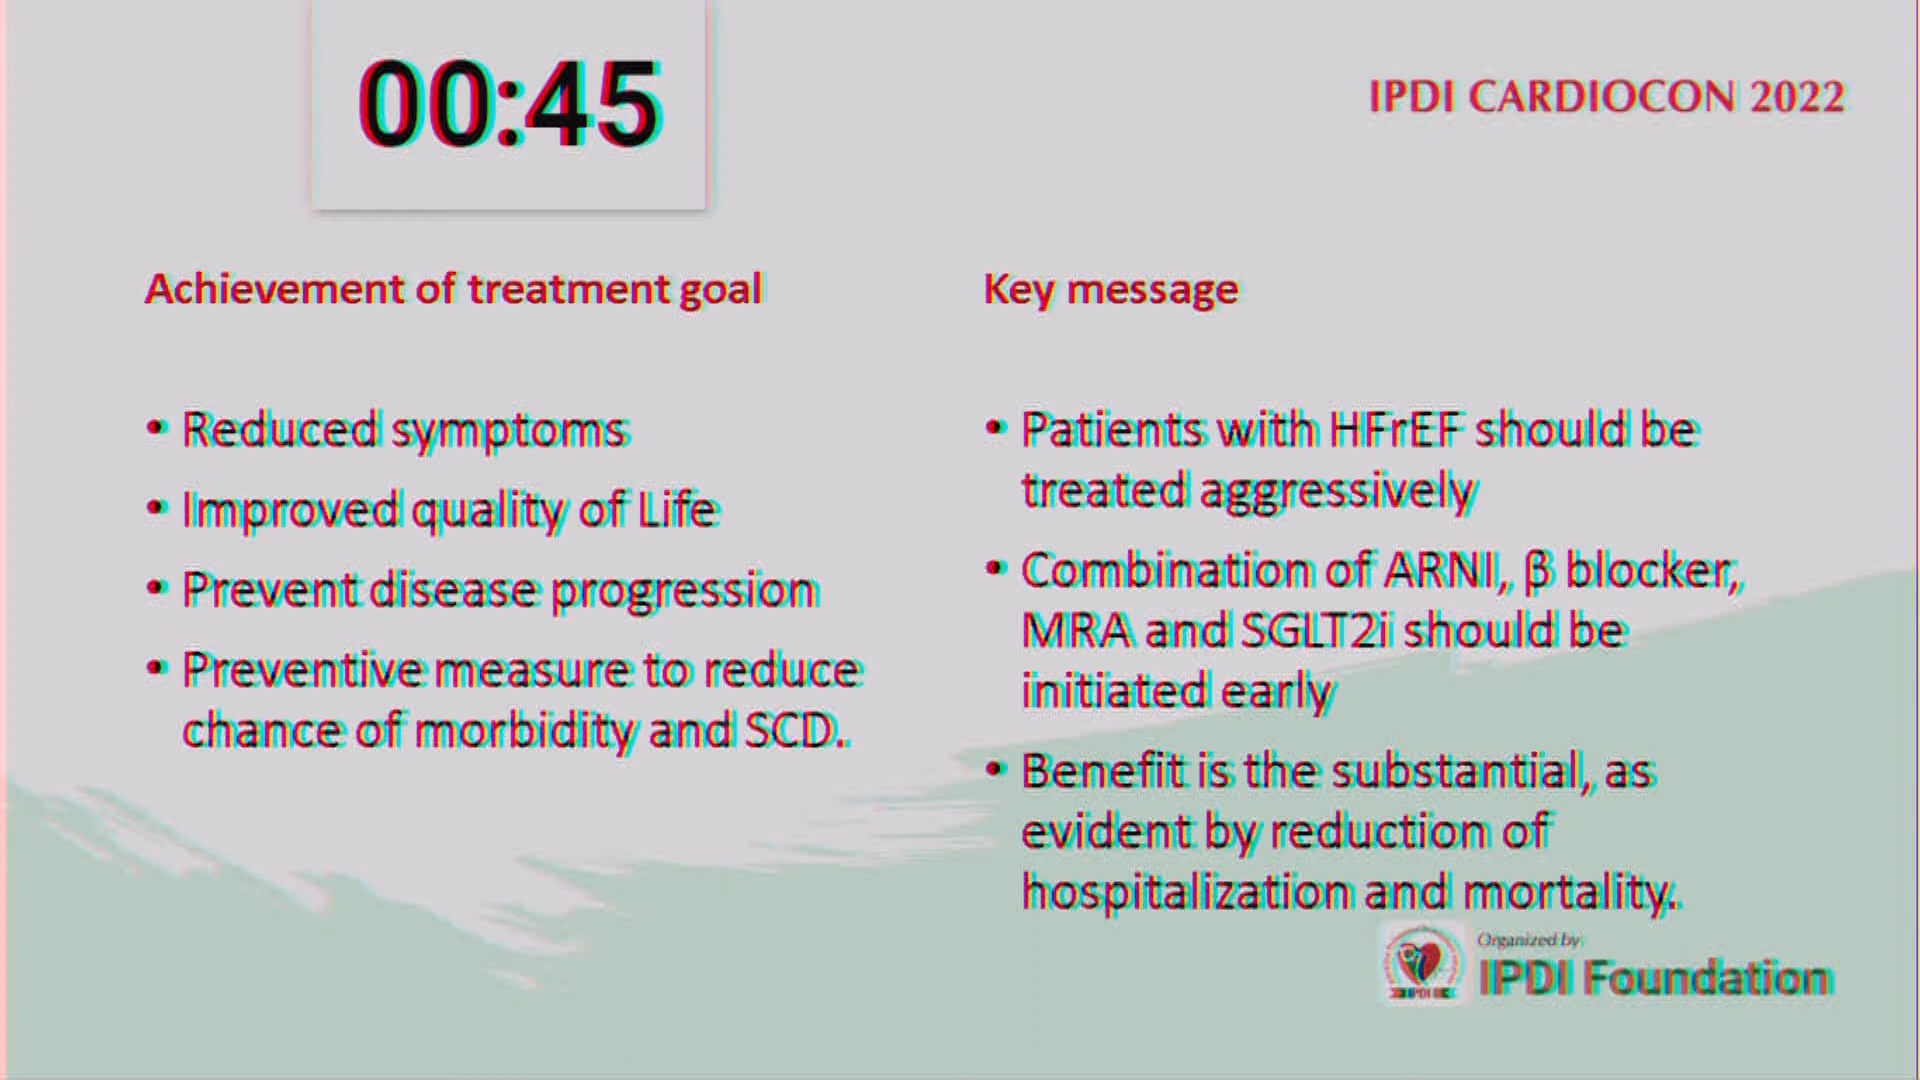 00:45
IPDI CARDIOCON 2022
Achievement of treatment goal
• Reduced symptoms
• Improved quality of Life
• Prevent disease progression
• Preventive measure to reduce
chance of morbidity and SCD.
Key message
• Patients with HFrEF should be
treated aggressively
• Combination of ARNI, β blocker,
MRA and SGLT2i should be
initiated early
• Benefit is the substantial, as
evident by reduction of
hospitalization and mortality.
Organized by
IPDI Foundation
IPDI